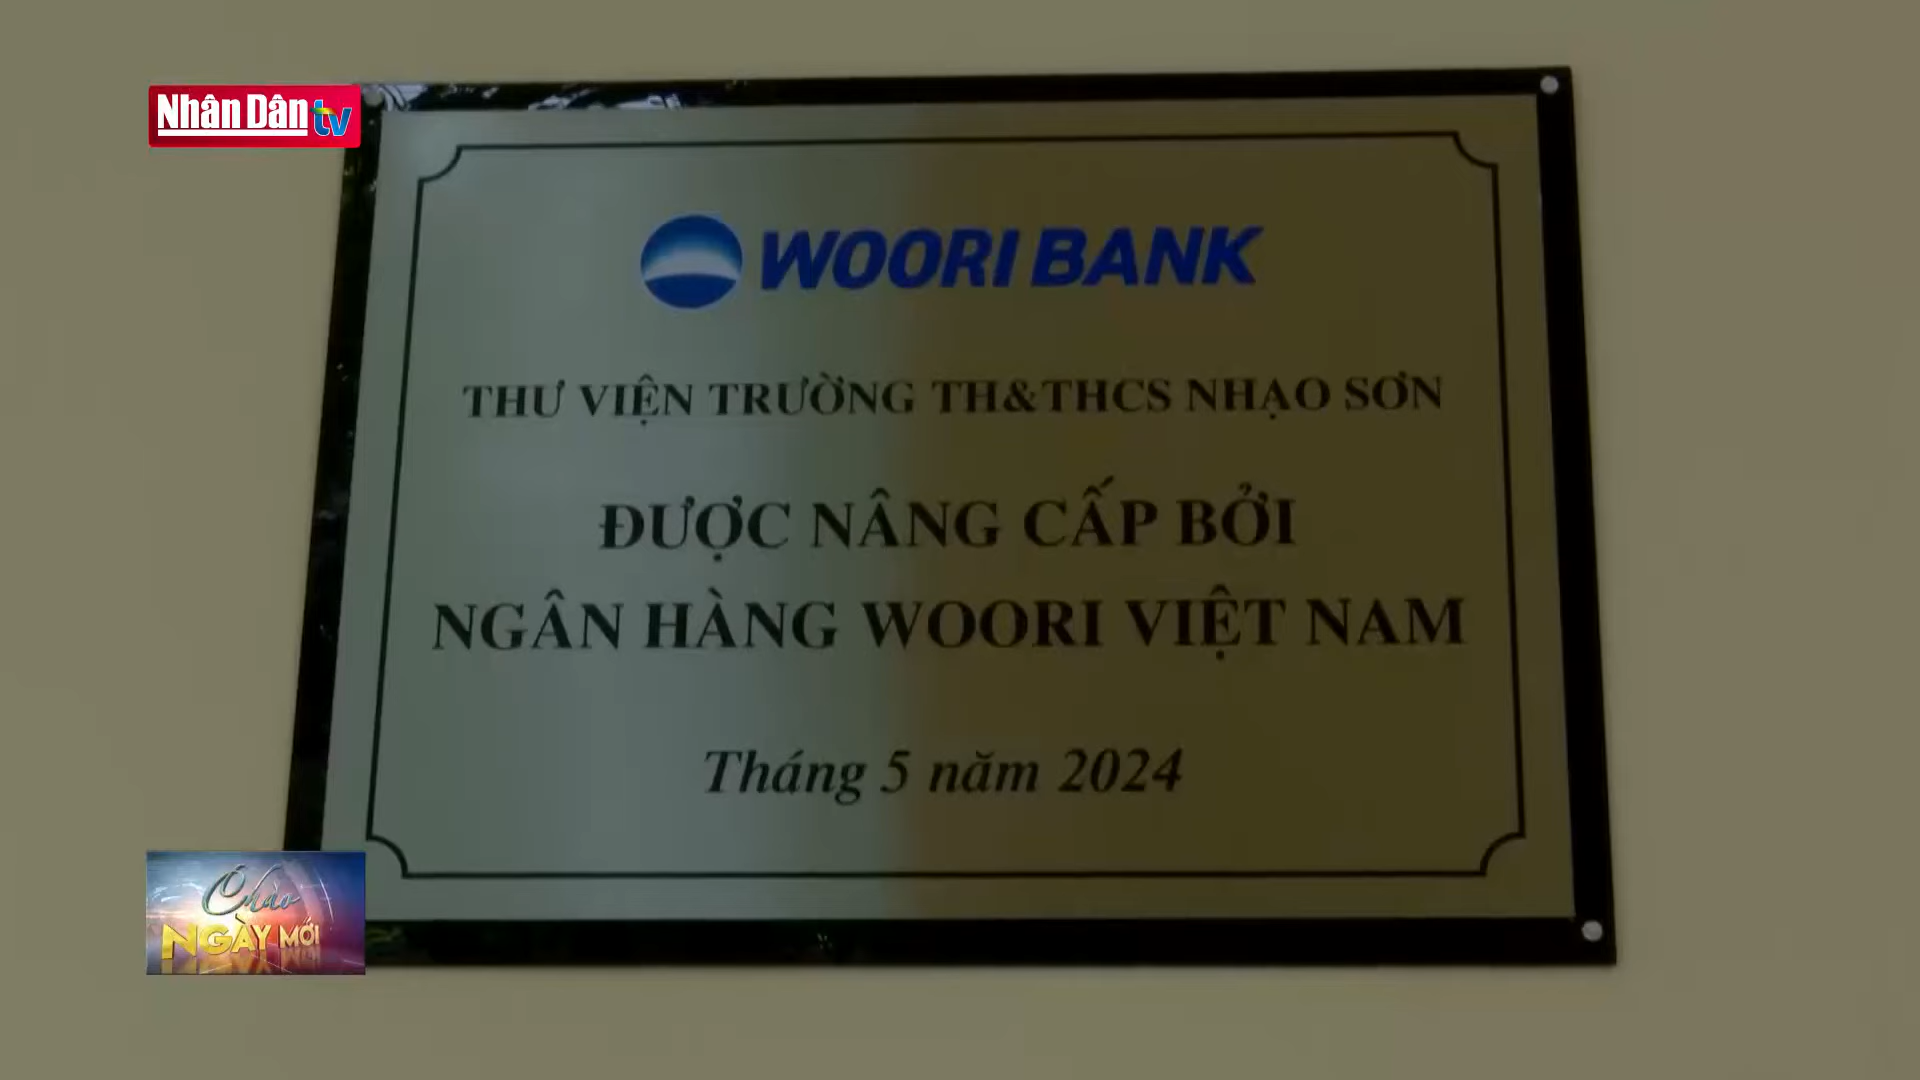 Nhân Dân tv
WOORI BANK
THƯ VIỆN TRƯỜNG TH&THCS NHẠO SƠN
ĐƯỢC NÂNG CẤP BỞI
NGÂN HÀNG WOORI VIỆT NAM
Tháng 5 năm 2024
Chào
NGÀY MỚI